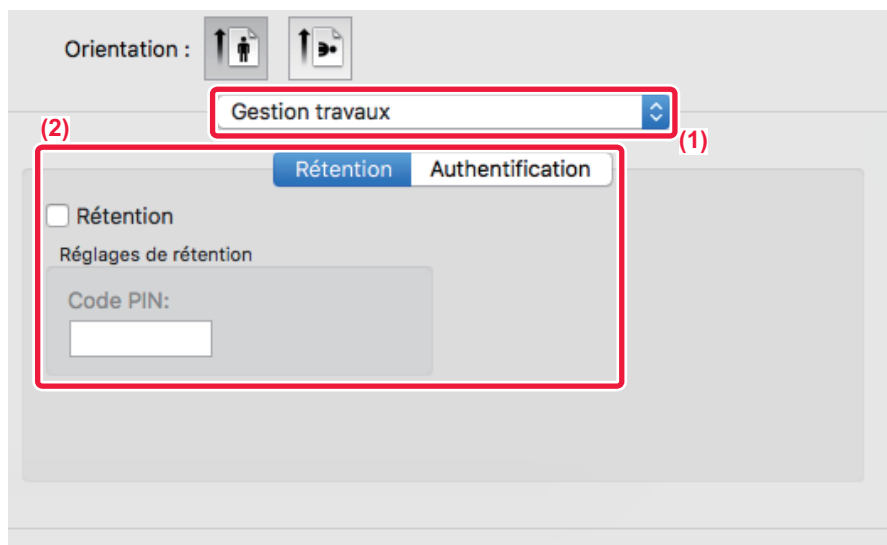 Orientation :
Gestion travaux
(1)
(2)
Rétention Authentification
Rétention
Réglages de rétention
Code PIN: